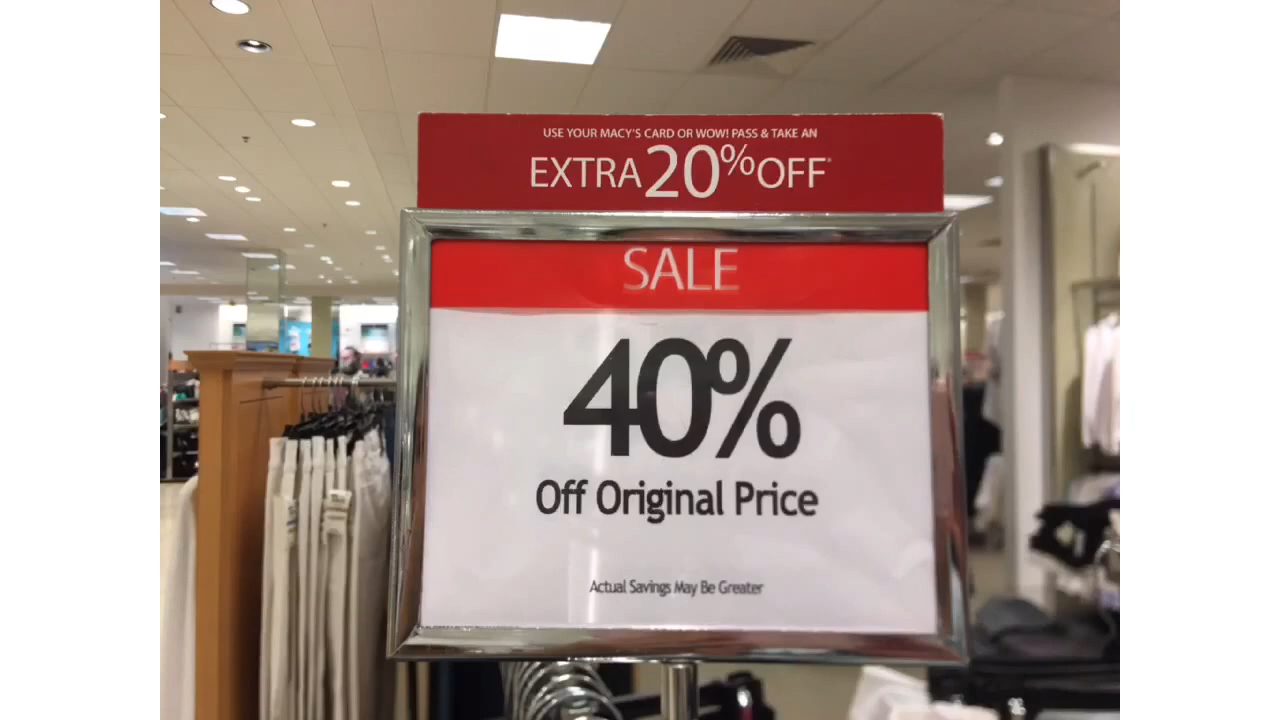 USE YOUR MACY'S CARD OR WOW! PASS & TAKE AN
EXTRA 20% OFF*
SALE
40%
Off Original Price
Actual Savings May Be Greater